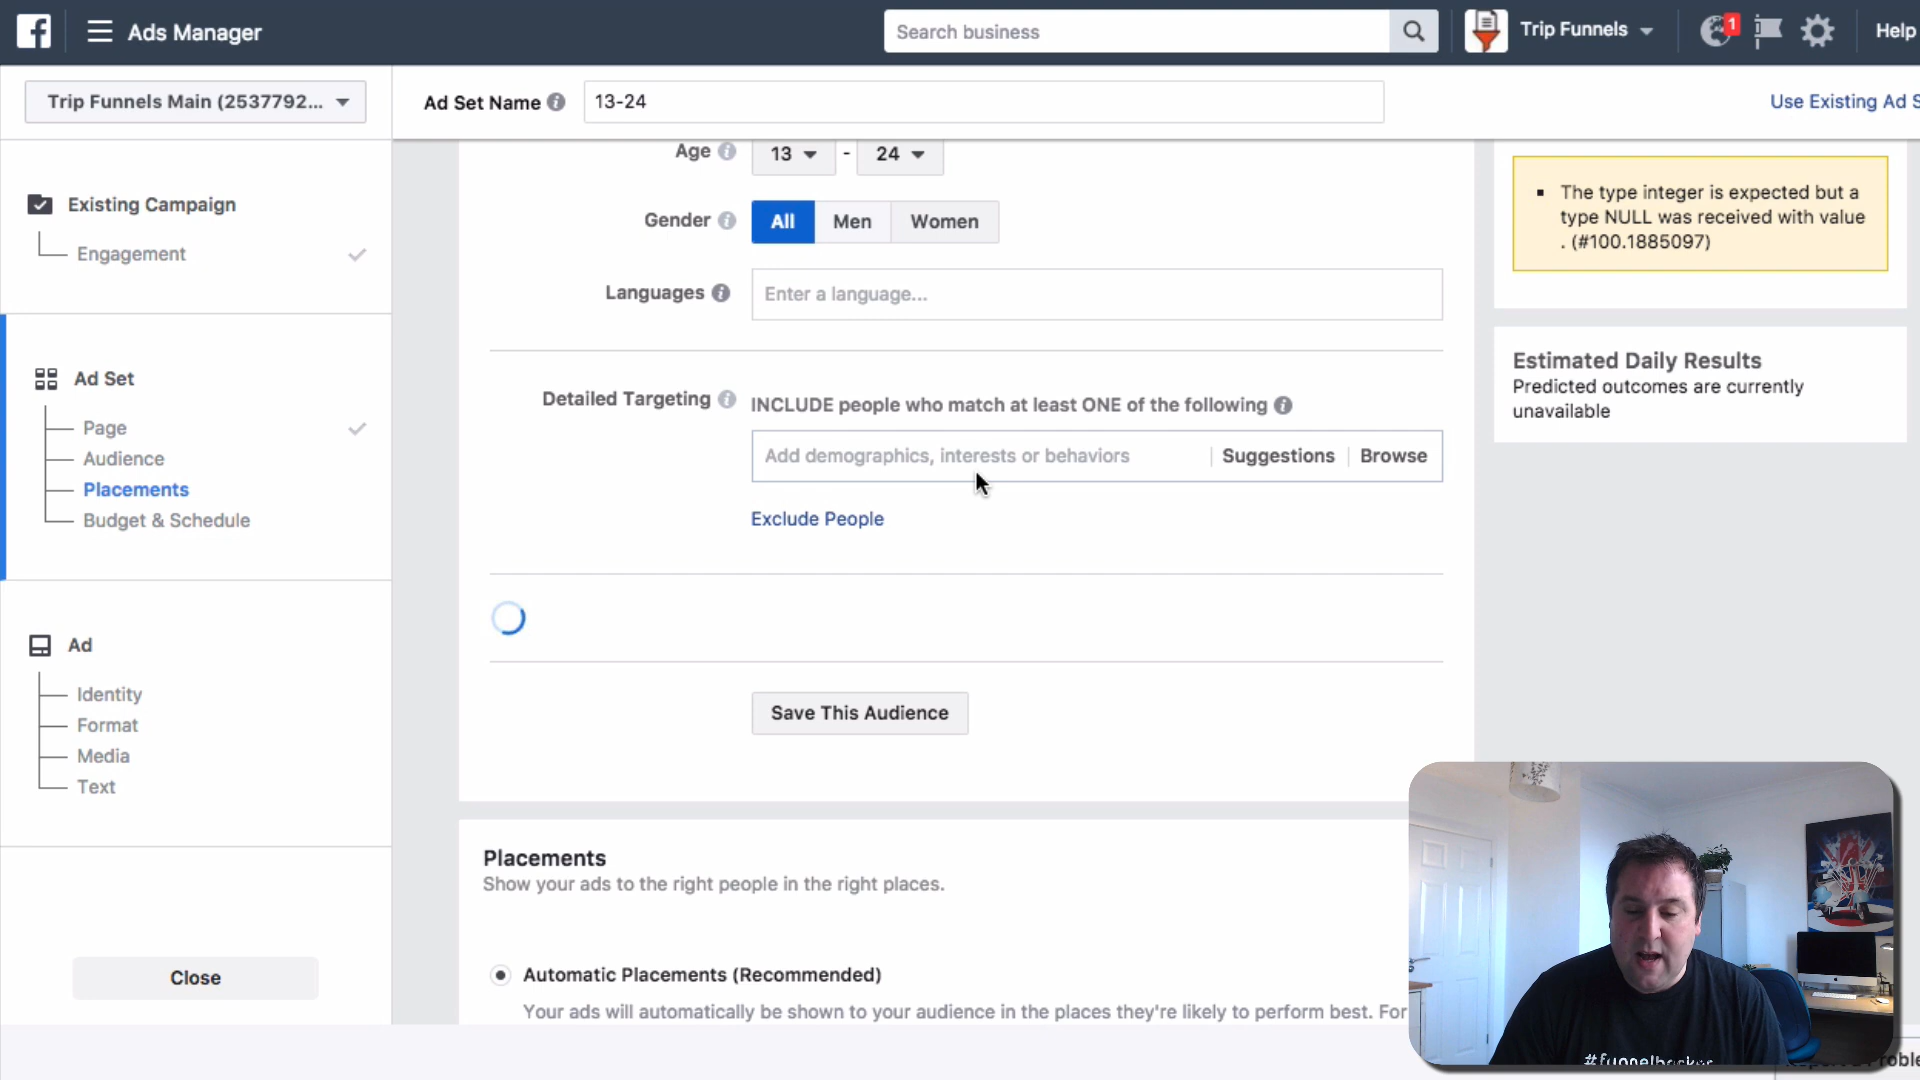 Ads Manager
Search business
Trip Funnels
1
Help
Trip Funnels Main (2537792...
Ad Set Name
13-24
Use Existing Ad S
Age
13
-
24
The type integer is expected but a
type NULL was received with value
. (#100.1885097)
Existing Campaign
Engagement
Gender
All
Men
Women
Languages
Enter a language...
Estimated Daily Results
Predicted outcomes are currently
unavailable
Ad Set
Page
Audience
Placements
Budget & Schedule
Detailed Targeting
INCLUDE people who match at least ONE of the following
Add demographics, interests or behaviors
Suggestions
Browse
Exclude People
Ad
Identity
Format
Media
Text
Save This Audience
Placements
Show your ads to the right people in the right places.
Automatic Placements (Recommended)
Your ads will automatically be shown to your audience in the places they're likely to perform best. For
Close